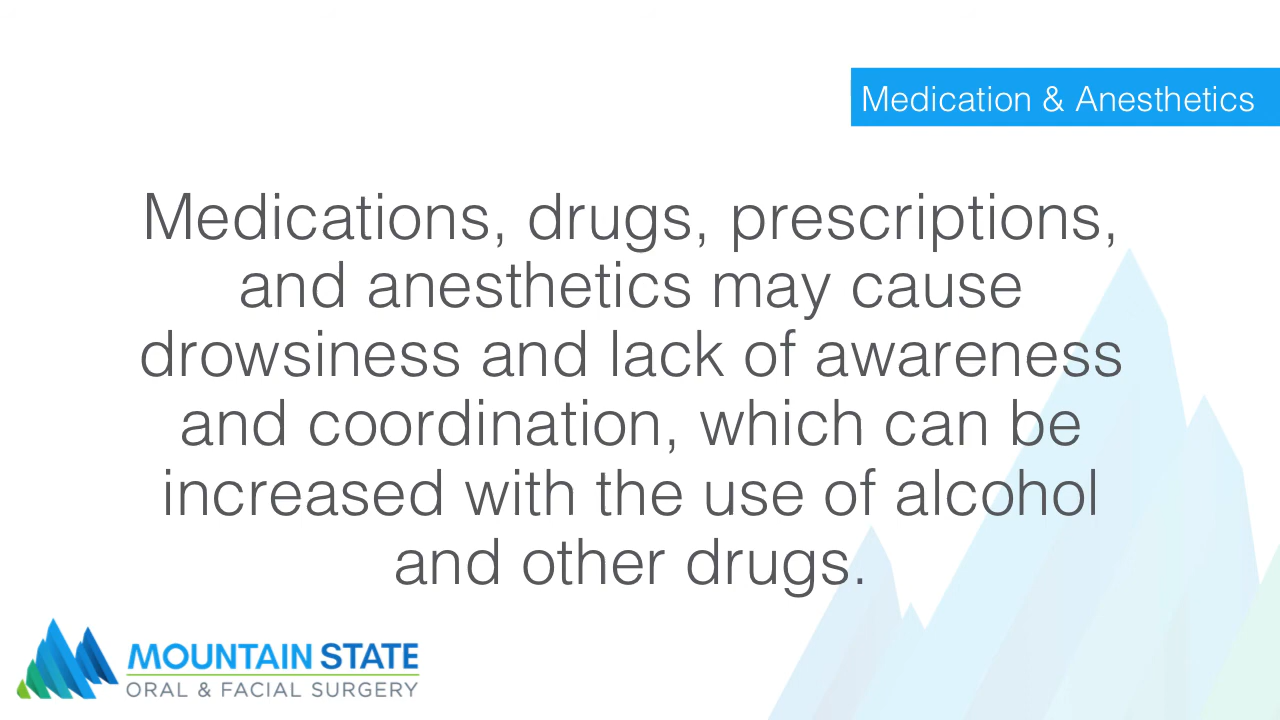 Medication & Anesthetics
Medications, drugs, prescriptions,
and anesthetics may cause
drowsiness and lack of awareness
and coordination, which can be
increased with the use of alcohol
and other drugs.
MOUNTAIN STATE
ORAL & FACIAL SURGERY